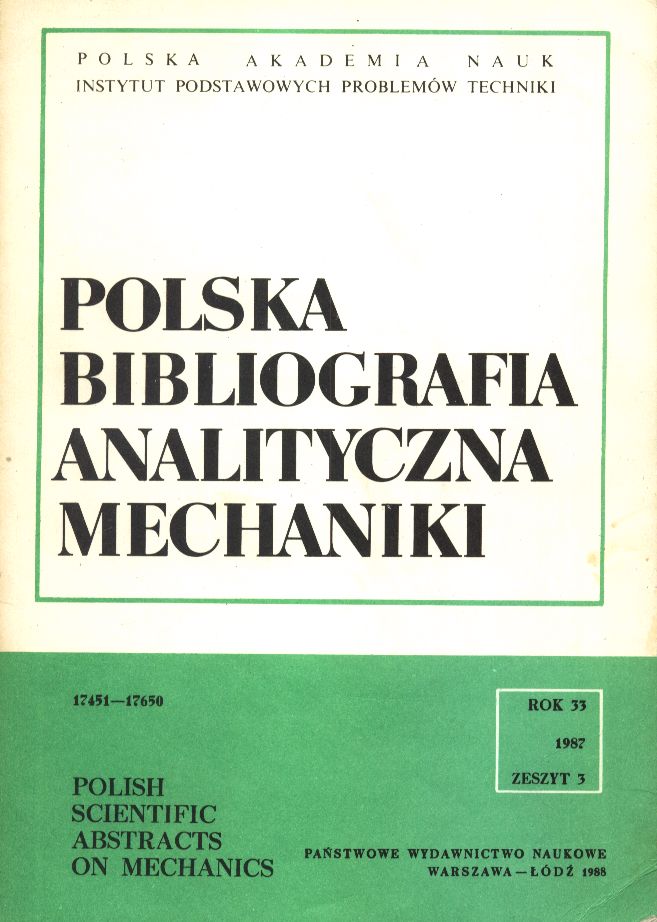 POLSKA AKADEMIA NAUK
INSTYTUT PODSTAWOWYCH PROBLEMÓW TECHNIKI
POLSKA
BIBLIOGRAFIA
ANALITYCZNA
MECHANIKI
17451—17650
ROK 33
1987
ZESZYT 3
POLISH
SCIENTIFIC
ABSTRACTS
ON MECHANICS
PAŃSTWOWE WYDAWNICTWO NAUKOWE
WARSZAWA — ŁÓDŹ 1988